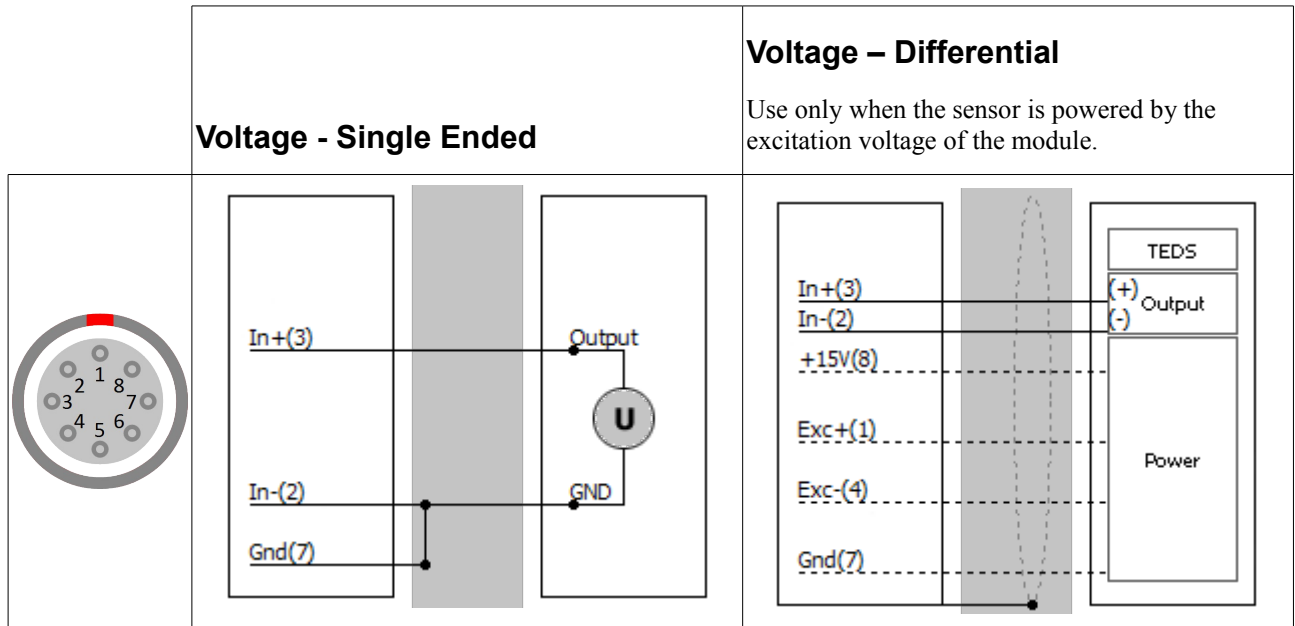 Voltage - Single Ended
Voltage – Differential
Use only when the sensor is powered by the
excitation voltage of the module.
1
2
8
3
7
4
6
5
In+(3)
Output
U
In-(2)
GND
Gnd(7)
TEDS
In+(3)
(+)
Output
In-(2)
(-)
+15V(8)
Exc+(1)
Power
Exc-(4)
Gnd(7)